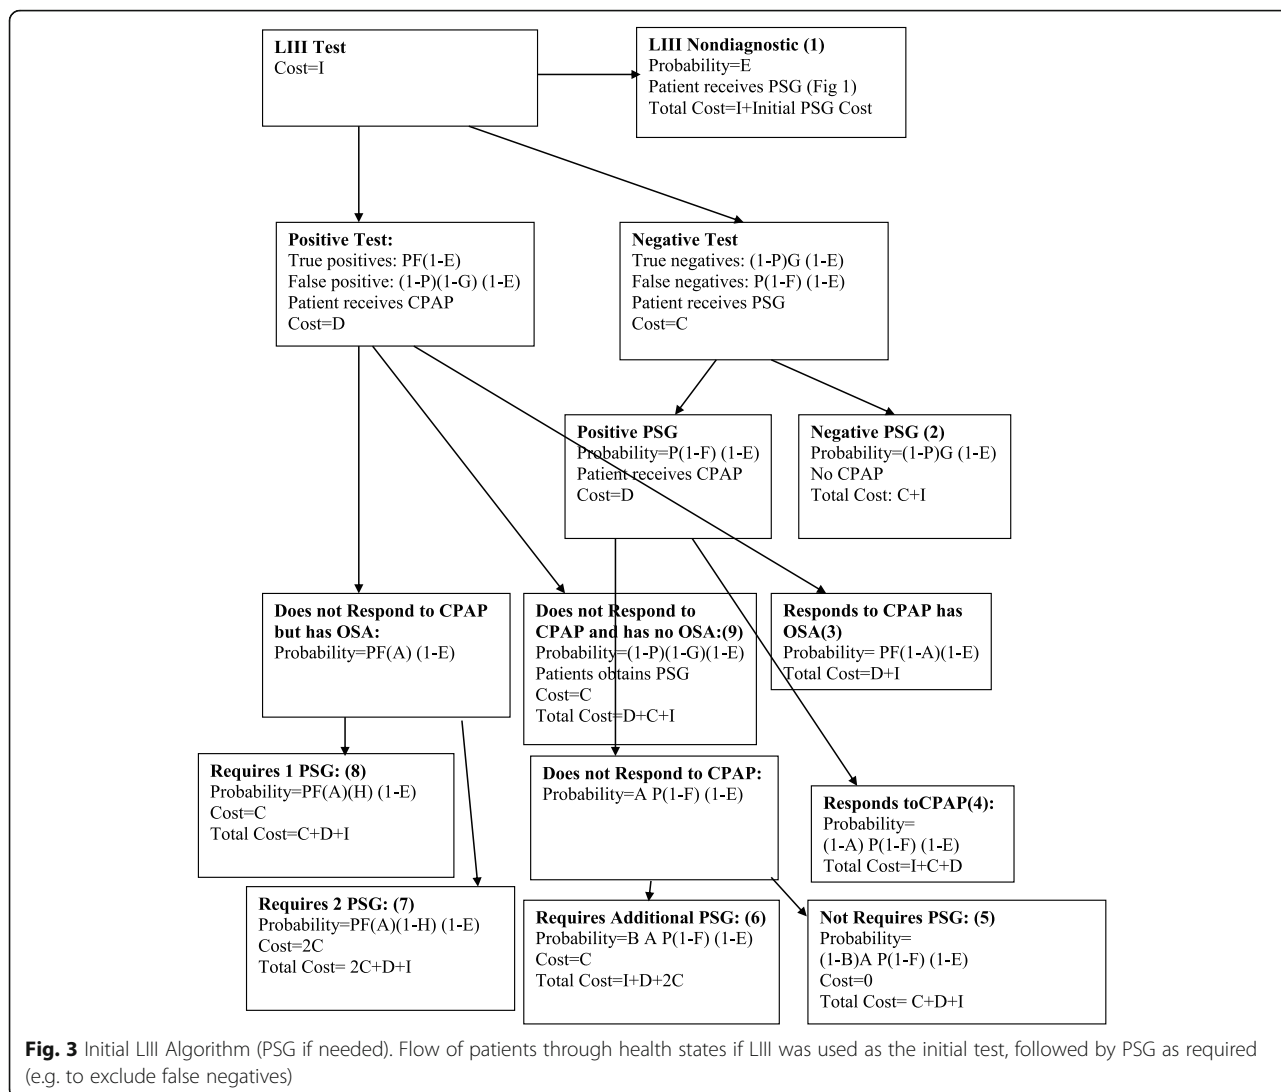 LIII Test
Cost=I
LIII Nondiagnostic (1)
Probability=E
Patient receives PSG (Fig 1)
Total Cost=I+Initial PSG Cost
Positive Test:
True positives: PF(1-E)
False positive: (1-P)(1-G) (1-E)
Patient receives CPAP
Cost=D
Negative Test
True negatives: (1-P)G (1-E)
False negatives: P(1-F) (1-E)
Patient receives PSG
Cost=C
Positive PSG
Probability=P(1-F) (1-E)
Patient receives CPAP
Cost=D
Negative PSG (2)
Probability=(1-P)G (1-E)
No CPAP
Total Cost: C+I
Does not Respond to CPAP
but has OSA:
Probability=PF(A) (1-E)
Does not Respond to
CPAP and has no OSA:(9)
Probability=(1-P)(1-G)(1-E)
Patients obtains PSG
Cost=C
Total Cost=D+C+I
Responds to CPAP has
OSA(3)
Probability= PF(1-A)(1-E)
Total Cost=D+I
Requires 1 PSG: (8)
Probability=PF(A)(H) (1-E)
Cost=C
Total Cost=C+D+I
Does not Respond to CPAP:
Probability=A P(1-F) (1-E)
Responds toCPAP(4):
Probability=
(1-A) P(1-F) (1-E)
Total Cost=I+C+D
Requires 2 PSG: (7)
Probability=PF(A)(1-H) (1-E)
Cost=2C
Total Cost= 2C+D+I
Requires Additional PSG: (6)
Probability=B A P(1-F) (1-E)
Cost=C
Total Cost=I+D+2C
Not Requires PSG: (5)
Probability=
(1-B)A P(1-F) (1-E)
Cost=0
Total Cost= C+D+I
Fig. 3 Initial LIII Algorithm (PSG if needed). Flow of patients through health states if LIII was used as the initial test, followed by PSG as required
(e.g. to exclude false negatives)